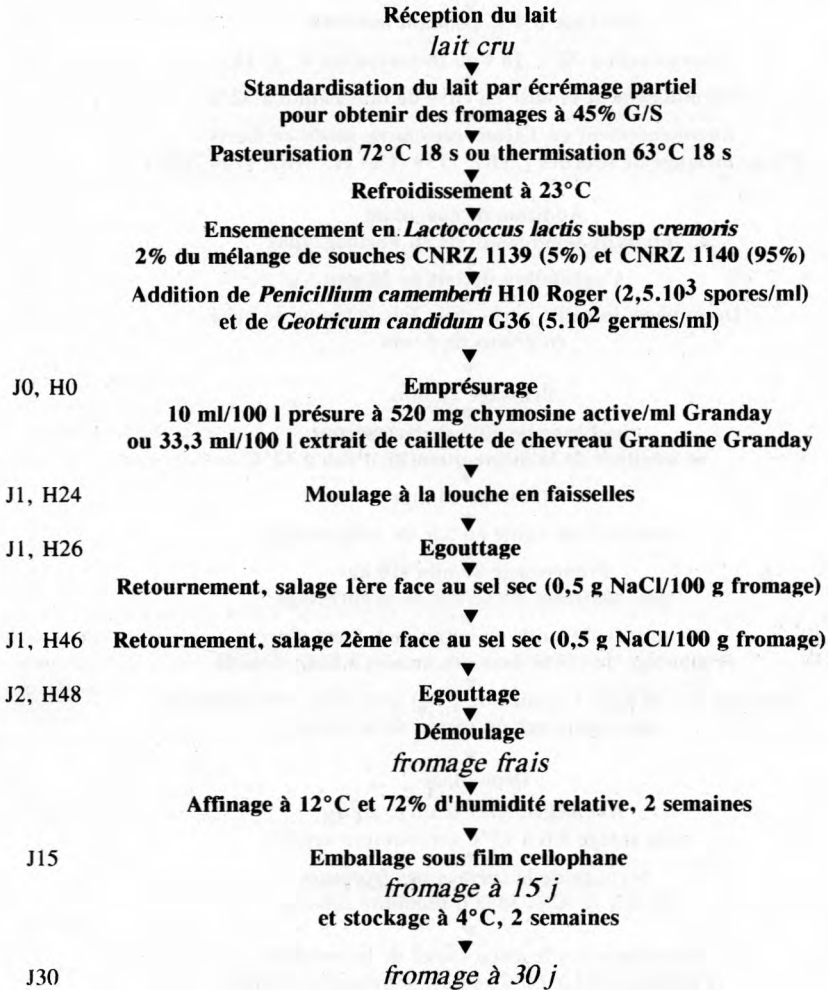 Réception du lait
lait cru
Standardisation du lait par écrémage partiel
pour obtenir des fromages à 45% G/S
Pasteurisation 72°C 18 s ou thermisation 63°C 18 s
Refroidissement à 23°C
Ensemencement en Lactococcus lactis subsp cremoris
2% du mélange de souches CNRZ 1139 (5%) et CNRZ 1140 (95%)
Addition de Penicillium camemberti H10 Roger (2,5.10³ spores/ml)
et de Geotricum candidum G36 (5.10² germes/ml)
J0, H0 Emprésurage
10 ml/100 l présure à 520 mg chymosine active/ml Granday
ou 33,3 ml/100 l extrait de caillette de chevreau Grandine Granday
J1, H24 Moulage à la louche en faisselles
J1, H26 Egouttage
Retournement, salage 1ère face au sel sec (0,5 g NaCl/100 g fromage)
J1, H46 Retournement, salage 2ème face au sel sec (0,5 g NaCl/100 g fromage)
J2, H48 Egouttage
Démoulage
fromage frais
Affinage à 12°C et 72% d'humidité relative, 2 semaines
J15 Emballage sous film cellophane
fromage à 15 j
et stockage à 4°C, 2 semaines
J30 fromage à 30 j